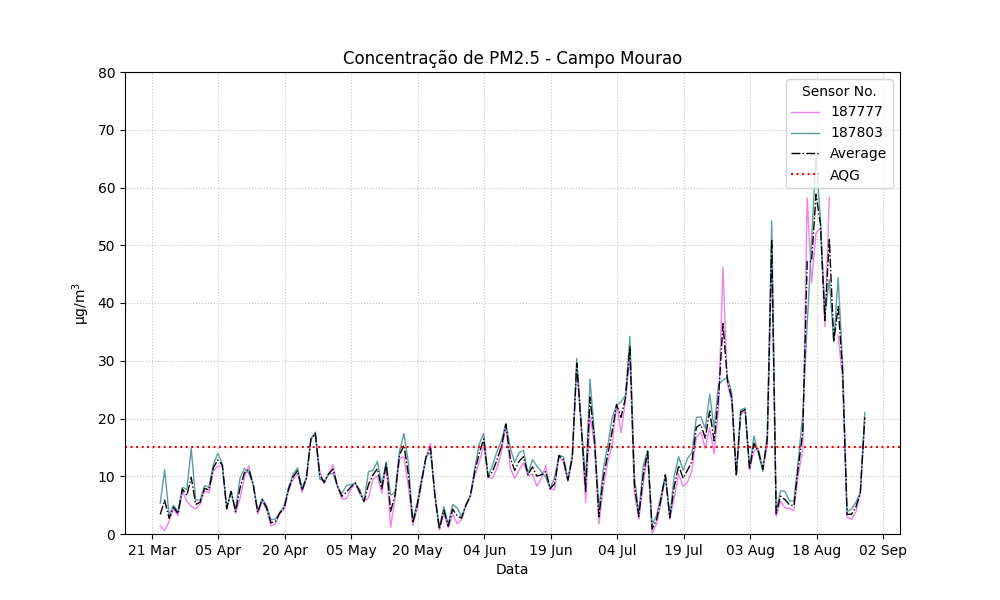 Concentração de PM2.5 - Campo Mourao
Sensor No.
187777
187803
Average
AQG
80
70
60
50
40
30
20
10
0
µg/m³
21 Mar 05 Apr 20 Apr 05 May 20 May 04 Jun 19 Jun 04 Jul 19 Jul 03 Aug 18 Aug 02 Sep
Data